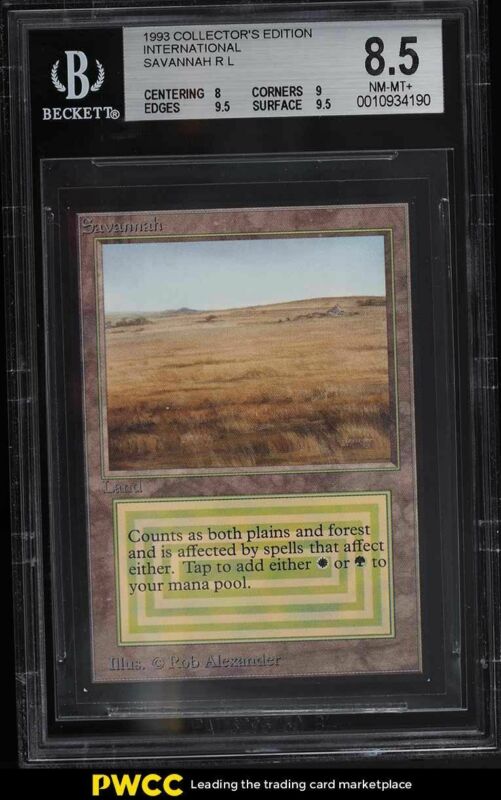 1993 COLLECTOR'S EDITION
INTERNATIONAL
SAVANNAH R L
CENTERING 8 CORNERS 9
EDGES 9.5 SURFACE 9.5
8.5
NM-MT+
0010934190
B
BECKETT®
Savannah
Land
Counts as both plains and forest
and is affected by spells that affect
either. Tap to add either or to
your mana pool.
Illus. © Rob Alexander
PWCC Leading the trading card marketplace